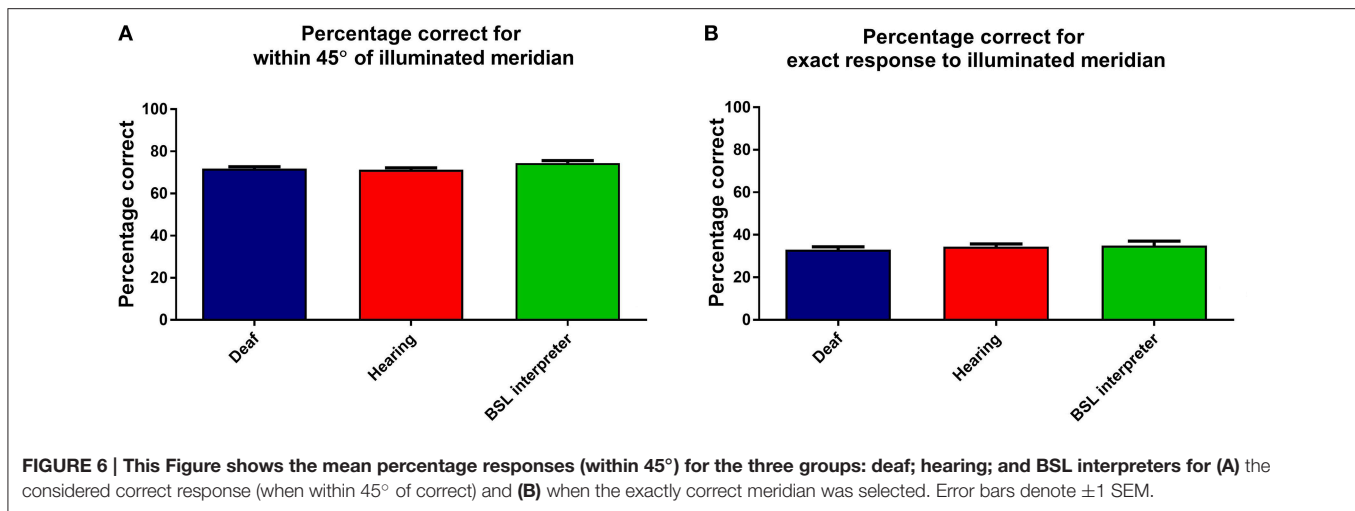 A
Percentage correct for
within 45° of illuminated meridian
Percentage correct
100
80
60
40
20
0
Deaf
Hearing
BSL interpreter
B
Percentage correct for
exact response to illuminated meridian
Percentage correct
100
80
60
40
20
0
Deaf
Hearing
BSL interpreter
FIGURE 6 | This Figure shows the mean percentage responses (within 45°) for the three groups: deaf; hearing; and BSL interpreters for (A) the
considered correct response (when within 45° of correct) and (B) when the exactly correct meridian was selected. Error bars denote ±1 SEM.